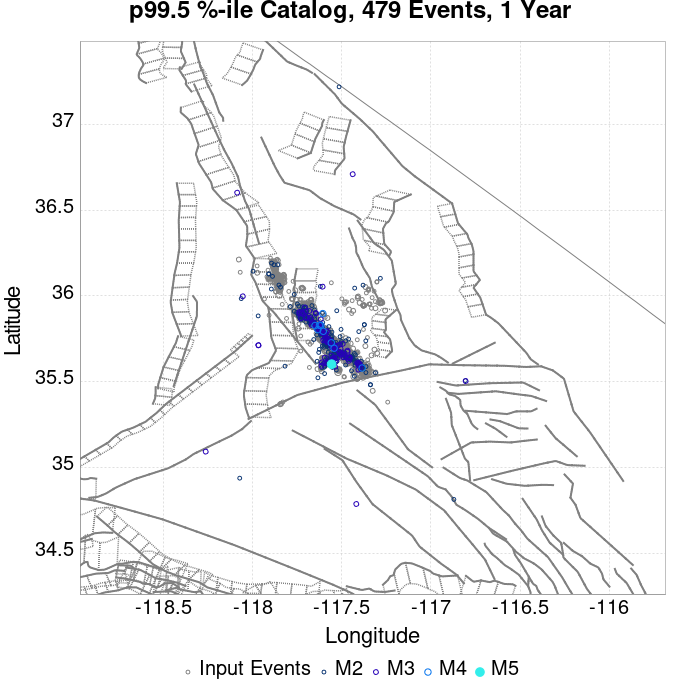 p99.5 %-ile Catalog, 479 Events, 1 Year
37
36.5
36
35.5
35
34.5
Latitude
-118.5 -118 -117.5 -117 -116.5 -116
Longitude
Input Events M2 M3 M4 M5